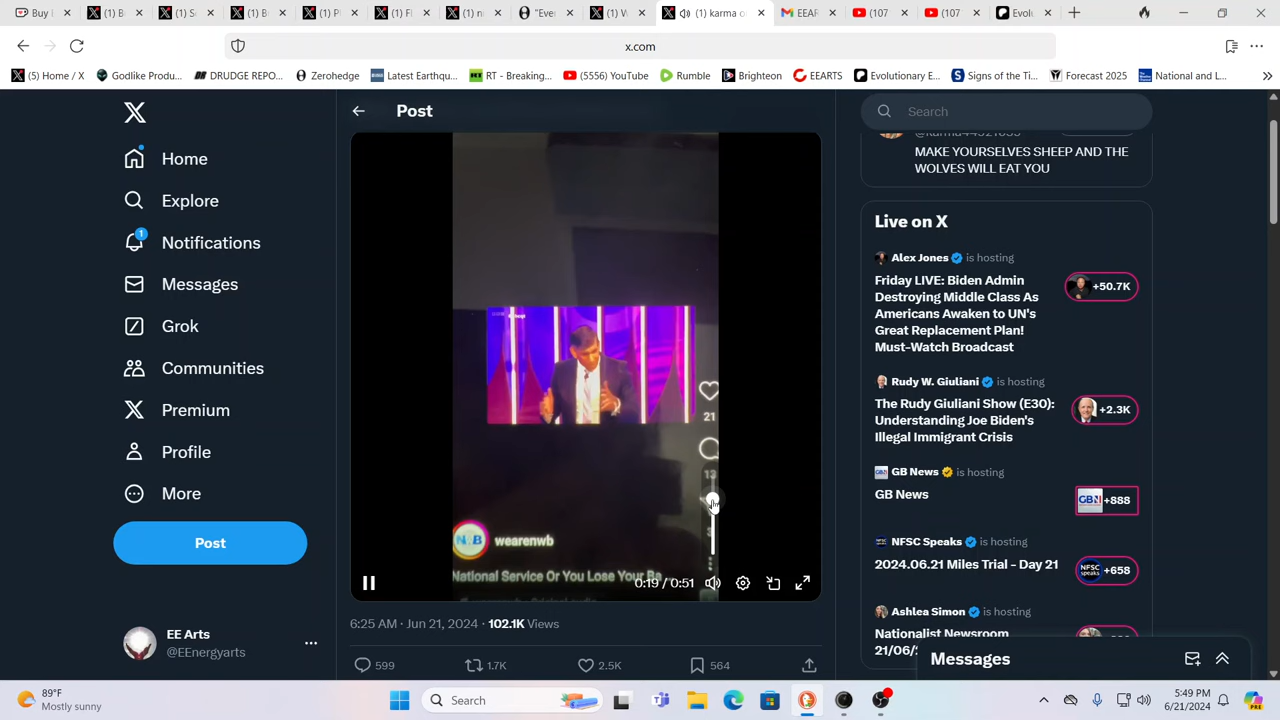 Buy I
(1) S
(1) B
(1) P
(1) Fl
(1) n
"Ever
(1) V
(1) karma o
EEAR
(107
(107
Evolut
x.com
(5) Home / X
Godlike Produ...
DRUDGE REPO...
Zerohedge
Latest Earthqu...
RT - Breaking...
(5556) YouTube
Rumble
Brighteon
EEARTS
Evolutionary E...
Signs of the Ti...
Forecast 2025
National and L...
Post
Search
MAKE YOURSELVES SHEEP AND THE
WOLVES WILL EAT YOU
Home
Explore
1
Notifications
Messages
Grok
Communities
Premium
Profile
More
Post
EE Arts
@EEnergyarts
21
13
wearenwb
National Service Or You Lose Your Ba
0:19 / 0:51
6:25 AM · Jun 21, 2024 · 102.1K Views
599
1.7K
2.5K
564
Live on X
Alex Jones is hosting
Friday LIVE: Biden Admin
Destroying Middle Class As
Americans Awaken to UN's
Great Replacement Plan!
Must-Watch Broadcast
+50.7K
Rudy W. Giuliani is hosting
The Rudy Giuliani Show (E30):
Understanding Joe Biden's
Illegal Immigrant Crisis
+2.3K
GB News is hosting
GB News
+888
NFSC Speaks is hosting
2024.06.21 Miles Trial - Day 21
+658
Ashlea Simon is hosting
Nationalist Newsroom
21/06/
Messages
89°F
Mostly sunny
Search
5:49 PM
6/21/2024